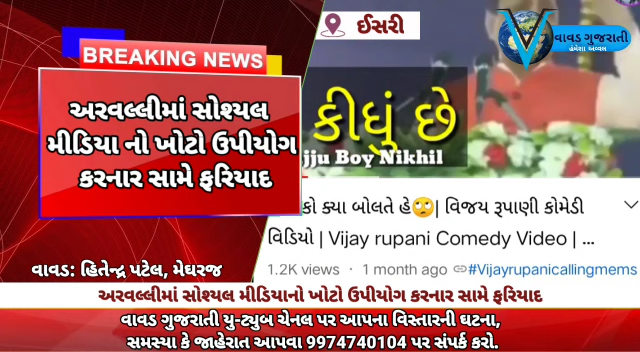 ઈસરી
વાવડ ગુજરાતી
હંમેશા અવ્વલ
BREAKING NEWS
અરવલ્લીમાં સોશ્યલ
મીડિયા નો ખોટો ઉપીયોગ
કરનાર સામે ફરિયાદ
કીધું છે
jju Boy Nikhil
કો ક્યા બોલતે હે🙄| વિજય રૂપાણી કોમેડી
વિડિયો | Vijay rupani Comedy Video | ...
1.2K views · 1 month ago #Vijayrupanicallingmems
વાવડ: હિતેન્દ્ર પટેલ, મેઘરજ
અરવલ્લીમાં સોશ્યલ મીડિયાનો ખોટો ઉપીયોગ કરનાર સામે ફરિયાદ
વાવડ ગુજરાતી યુ-ટ્યુબ ચેનલ પર આપના વિસ્તારની ઘટના,
સમસ્યા કે જાહેરાત આપવા 9974740104 પર સંપર્ક કરો.